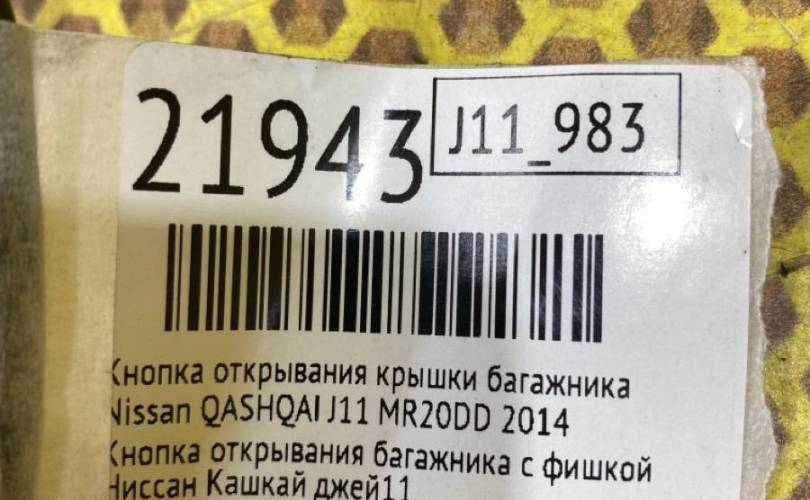 21943 J11_983
Кнопка открывания крышки багажника
Nissan QASHQAI J11 MR20DD 2014
Кнопка открывания багажника с фишкой
Ниссан Кашкай джей11